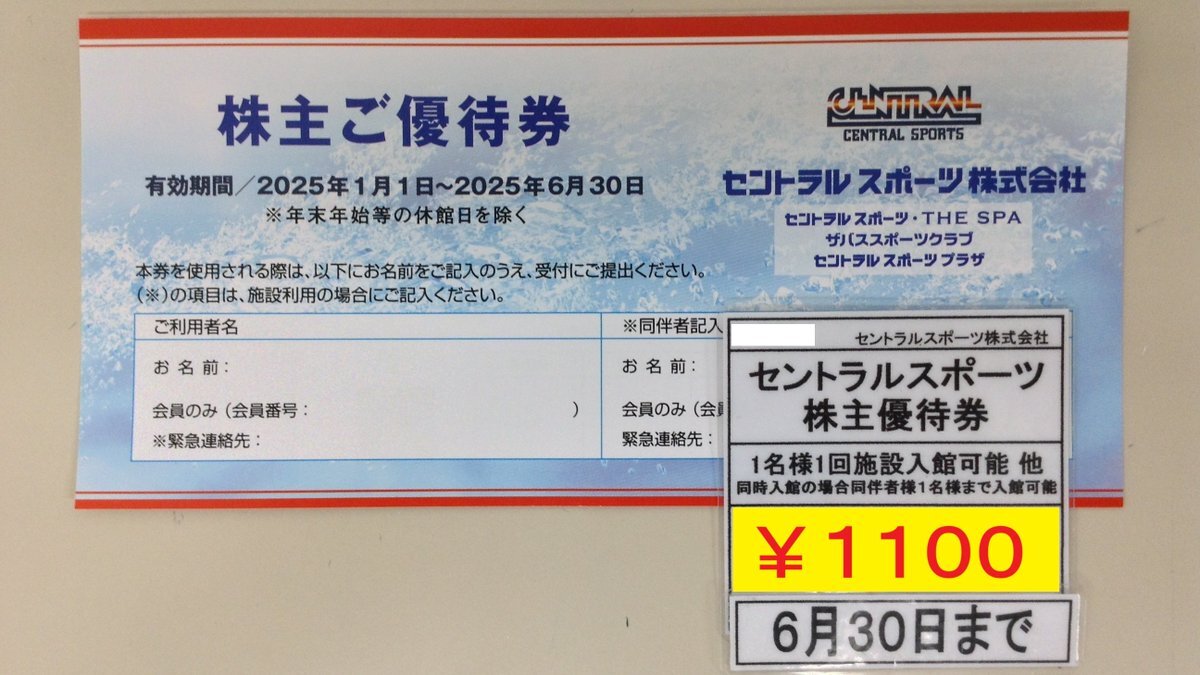 株主ご優待券
有効期間／2025年1月1日~2025年6月30日
※年末年始等の休館日を除く
CENTRAL
CENTRAL SPORTS
セントラルスポーツ株式会社
セントラルスポーツ・THE SPA
ザバススポーツクラブ
セントラルスポーツプラザ
本券を使用される際は、以下にお名前をご記入のうえ、受付にご提出ください。
（※）の項目は、施設利用の場合にご記入ください。
ご利用者名
お名前：
会員のみ（会員番号： ）
※緊急連絡先：
※同伴者記入
お名前：
会員のみ（会員
緊急連絡先：
セントラルスポーツ株式会社
セントラルスポーツ
株主優待券
1名様1回施設入館可能 他
同時入館の場合同伴者様1名様まで入館可能
￥1100
6月30日まで